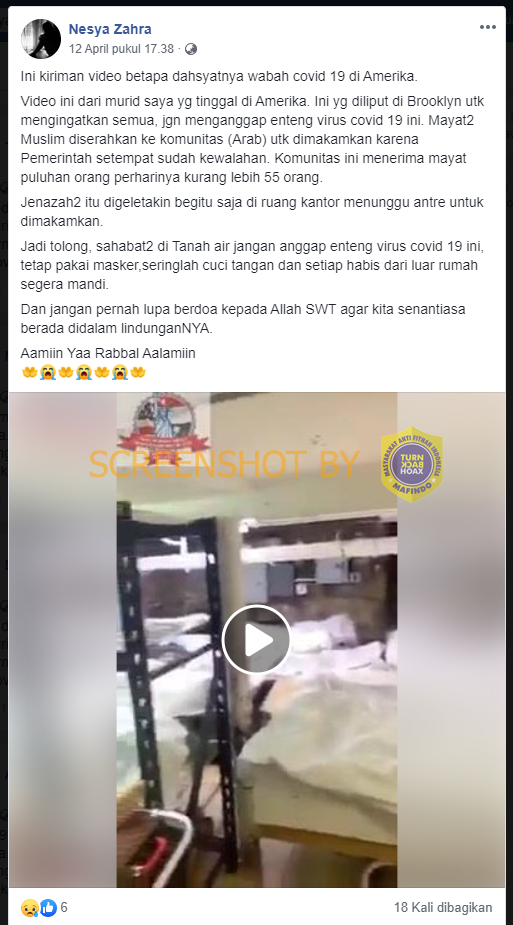 Nesya Zahra
12 April pukul 17.38 ·
Ini kiriman video betapa dahsyatnya wabah covid 19 di Amerika.
Video ini dari murid saya yg tinggal di Amerika. Ini yg diliput di Brooklyn utk
mengingatkan semua, jgn menganggap enteng virus covid 19 ini. Mayat2
Muslim diserahkan ke komunitas (Arab) utk dimakamkan karena
Pemerintah setempat sudah kewalahan. Komunitas ini menerima mayat
puluhan orang perharinya kurang lebih 55 orang.
Jenazah2 itu digeletakin begitu saja di ruang kantor menunggu antre untuk
dimakamkan.
Jadi tolong, sahabat2 di Tanah air jangan anggap enteng virus covid 19 ini,
tetap pakai masker,seringlah cuci tangan dan setiap habis dari luar rumah
segera mandi.
Dan jangan pernah lupa berdoa kepada Allah SWT agar kita senantiasa
berada didalam lindunganNYA.
Aamiin Yaa Rabbal Aalamiin
SCREENSHOT BY
MASYARAKAT ANTI FITNAH INDONESIA
TURN
BACK
HOAX
MAFINDO
6
18 Kali dibagikan